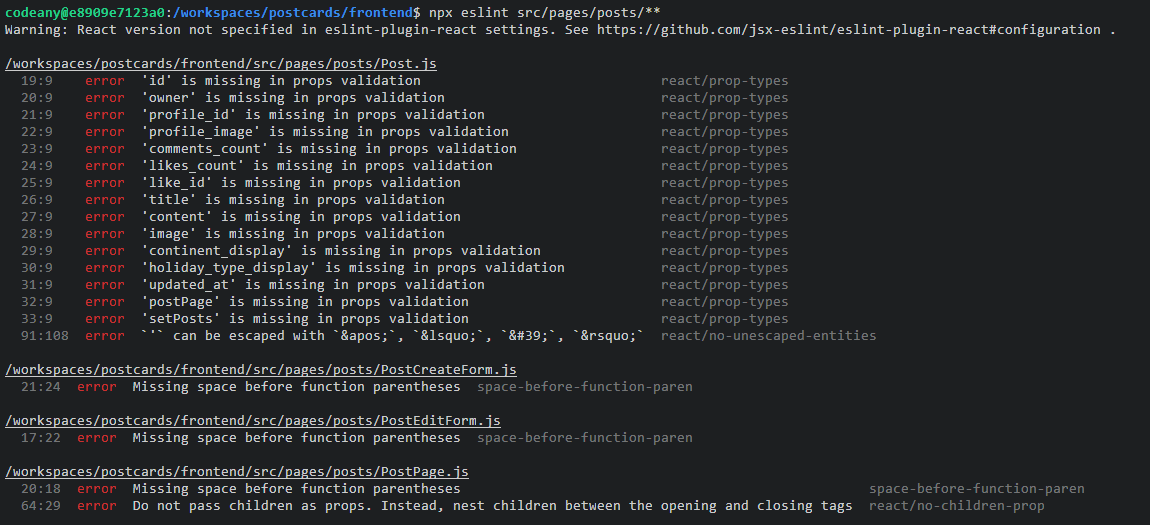 codeany@e8909e7123a0:/workspaces/postcards/frontend$ npx eslint src/pages/posts/**
Warning: React version not specified in eslint-plugin-react settings. See https://github.com/jsx-eslint/eslint-plugin-react#configuration .
/workspaces/postcards/frontend/src/pages/posts/Post.js
19:9 error 'id' is missing in props validation react/prop-types
20:9 error 'owner' is missing in props validation react/prop-types
21:9 error 'profile_id' is missing in props validation react/prop-types
22:9 error 'profile_image' is missing in props validation react/prop-types
23:9 error 'comments_count' is missing in props validation react/prop-types
24:9 error 'likes_count' is missing in props validation react/prop-types
25:9 error 'like_id' is missing in props validation react/prop-types
26:9 error 'title' is missing in props validation react/prop-types
27:9 error 'content' is missing in props validation react/prop-types
28:9 error 'image' is missing in props validation react/prop-types
29:9 error 'continent_display' is missing in props validation react/prop-types
30:9 error 'holiday_type_display' is missing in props validation react/prop-types
31:9 error 'updated_at' is missing in props validation react/prop-types
32:9 error 'postPage' is missing in props validation react/prop-types
33:9 error 'setPosts' is missing in props validation react/prop-types
91:108 error `'` can be escaped with `&apos;`, `&lsquo;`, `&#39;`, `&rsquo;` react/no-unescaped-entities
/workspaces/postcards/frontend/src/pages/posts/PostCreateForm.js
21:24 error Missing space before function parentheses space-before-function-paren
/workspaces/postcards/frontend/src/pages/posts/PostEditForm.js
17:22 error Missing space before function parentheses space-before-function-paren
/workspaces/postcards/frontend/src/pages/posts/PostPage.js
20:18 error Missing space before function parentheses space-before-function-paren
64:29 error Do not pass children as props. Instead, nest children between the opening and closing tags react/no-children-prop